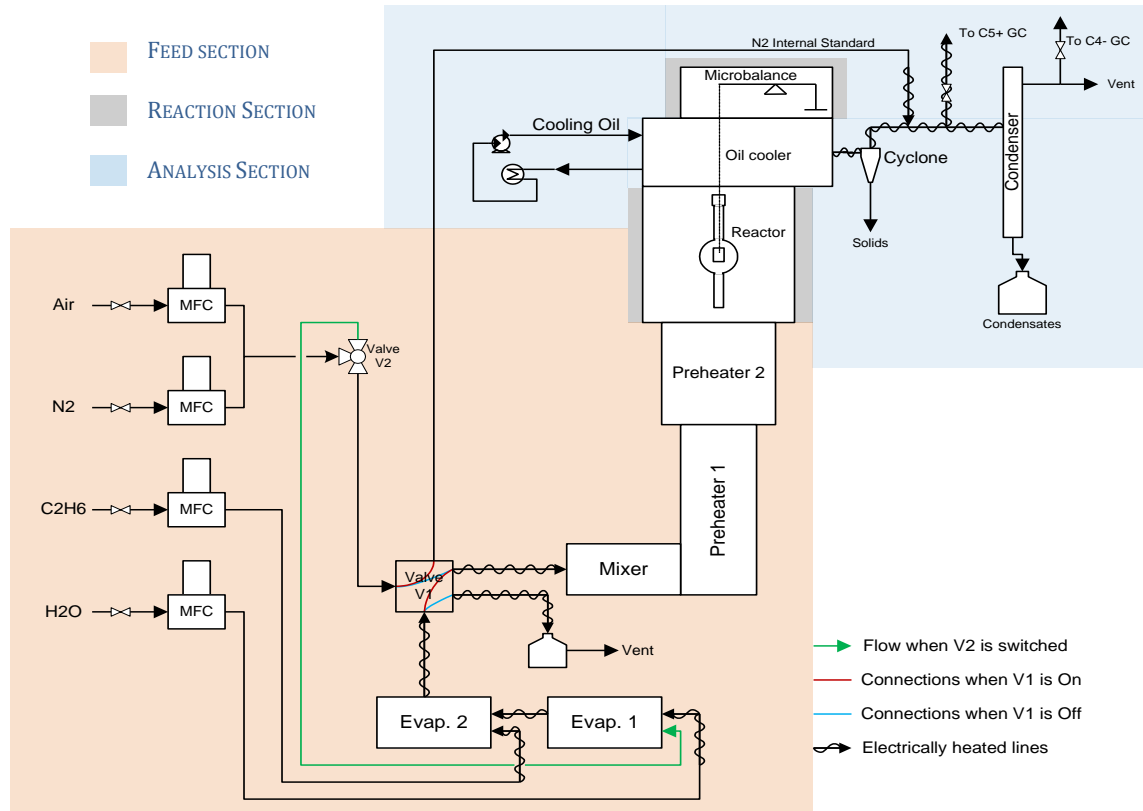 FEED SECTION
REACTION SECTION
ANALYSIS SECTION
N2 Internal Standard
To C5+ GC
To C4- GC
Vent
Microbalance
Cooling Oil
Oil cooler
Cyclone
Condenser
Reactor
Solids
Condensates
Air
MFC
Valve
V2
N2
MFC
Preheater 2
C2H6
MFC
Preheater 1
H2O
MFC
Valve
V1
Mixer
Vent
Evap. 2
Evap. 1
Flow when V2 is switched
Connections when V1 is On
Connections when V1 is Off
Electrically heated lines